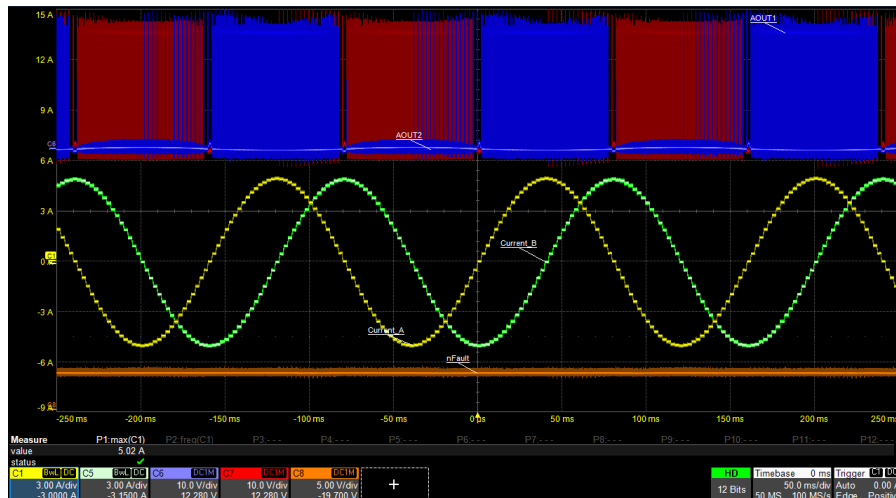 15 A
AOUT1
12 A
9 A
AOUT2
C6
6 A
3 A
Current_B
C1
Current_A
-3 A
nFault
-6 A
-9 A
-250 ms -200 ms -150 ms -100 ms -50 ms 0 s 50 ms 100 ms 150 ms 200 ms 250 ms
Measure P1:max(C1) P2:freq(C1) P3:--- P4:--- P5:--- P6:--- P7:--- P8:--- P9:--- P10:--- P11:--- P12:---
value 5.02 A
status ✓
C1 BwL DC C5 BwL DC C6 DC1M C7 DC1M C8 DC1M HD Timebase 0 ms Trigger C1 DC
3.00 A/div 3.00 A/div 10.0 V/div 10.0 V/div 5.00 V/div + 12 Bits 50.0 ms/div Auto 0.00
-3.0000 A -3.1500 A 12.280 V 12.280 V -19.700 V 50 MS 100 MS/s Edge